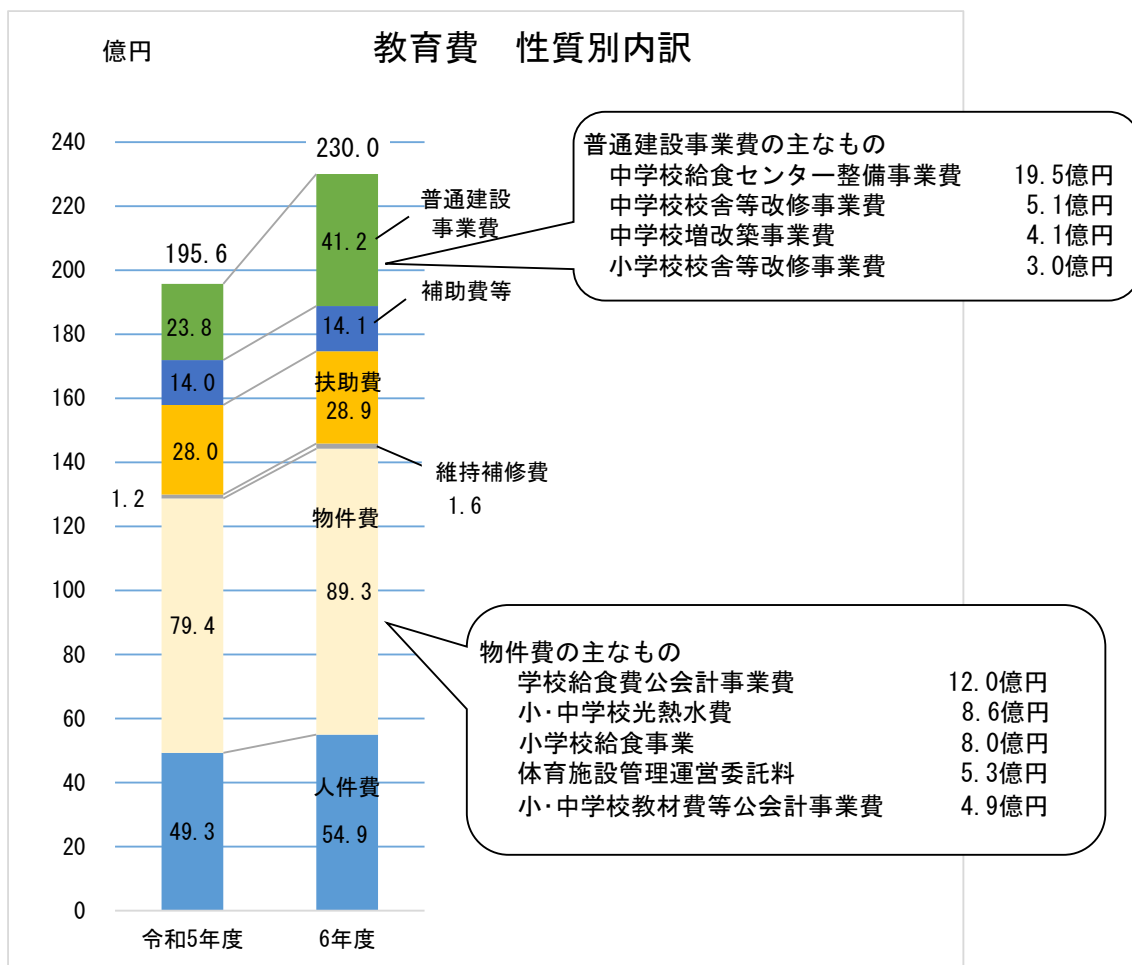 教育費　性質別内訳
億円
240
220
200
180
160
140
120
100
80
60
40
20
0
195.6
23.8
14.0
28.0
1.2
79.4
49.3
令和5年度
230.0
41.2
14.1
扶助費
28.9
物件費
89.3
人件費
54.9
6年度
普通建設
事業費
補助費等
維持補修費
1.6
普通建設事業費の主なもの
中学校給食センター整備事業費　19.5億円
中学校校舎等改修事業費　5.1億円
中学校増改築事業費　4.1億円
小学校校舎等改修事業費　3.0億円
物件費の主なもの
学校給食費公会計事業費　12.0億円
小･中学校光熱水費　8.6億円
小学校給食事業　8.0億円
体育施設管理運営委託料　5.3億円
小･中学校教材費等公会計事業費　4.9億円